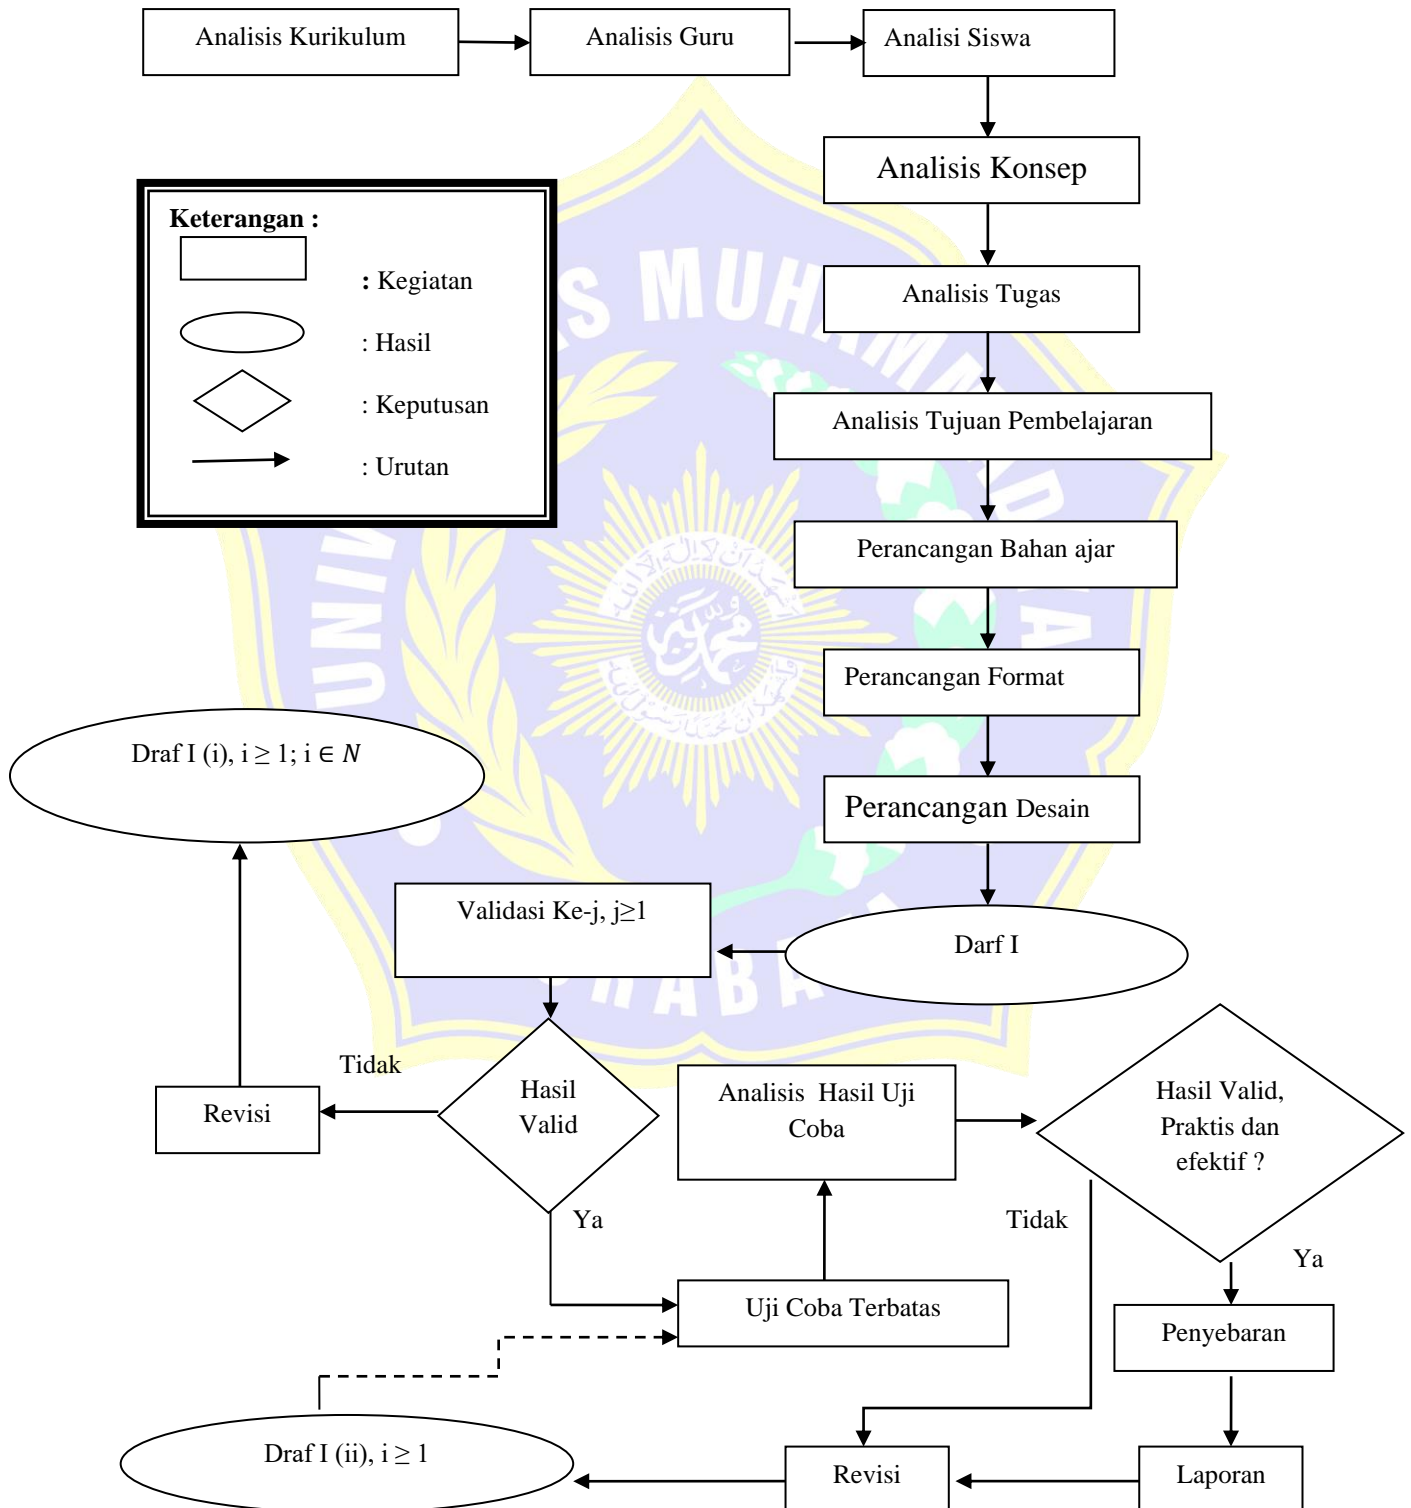 Analisis Kurikulum
Analisis Guru
Analisi Siswa
Analisis Konsep
Keterangan :
: Kegiatan
: Hasil
: Keputusan
: Urutan
Analisis Tugas
Analisis Tujuan Pembelajaran
Perancangan Bahan ajar
Perancangan Format
Draf I (i), i ≥ 1; i ∈ N
Perancangan Desain
Validasi Ke-j, j≥1
Darf I
Tidak
Revisi
Hasil
Valid
Analisis  Hasil Uji
Coba
Hasil Valid,
Praktis dan
efektif ?
Ya
Tidak
Ya
Uji Coba Terbatas
Penyebaran
Draf I (ii), i ≥ 1
Revisi
Laporan
MUHAMMAD